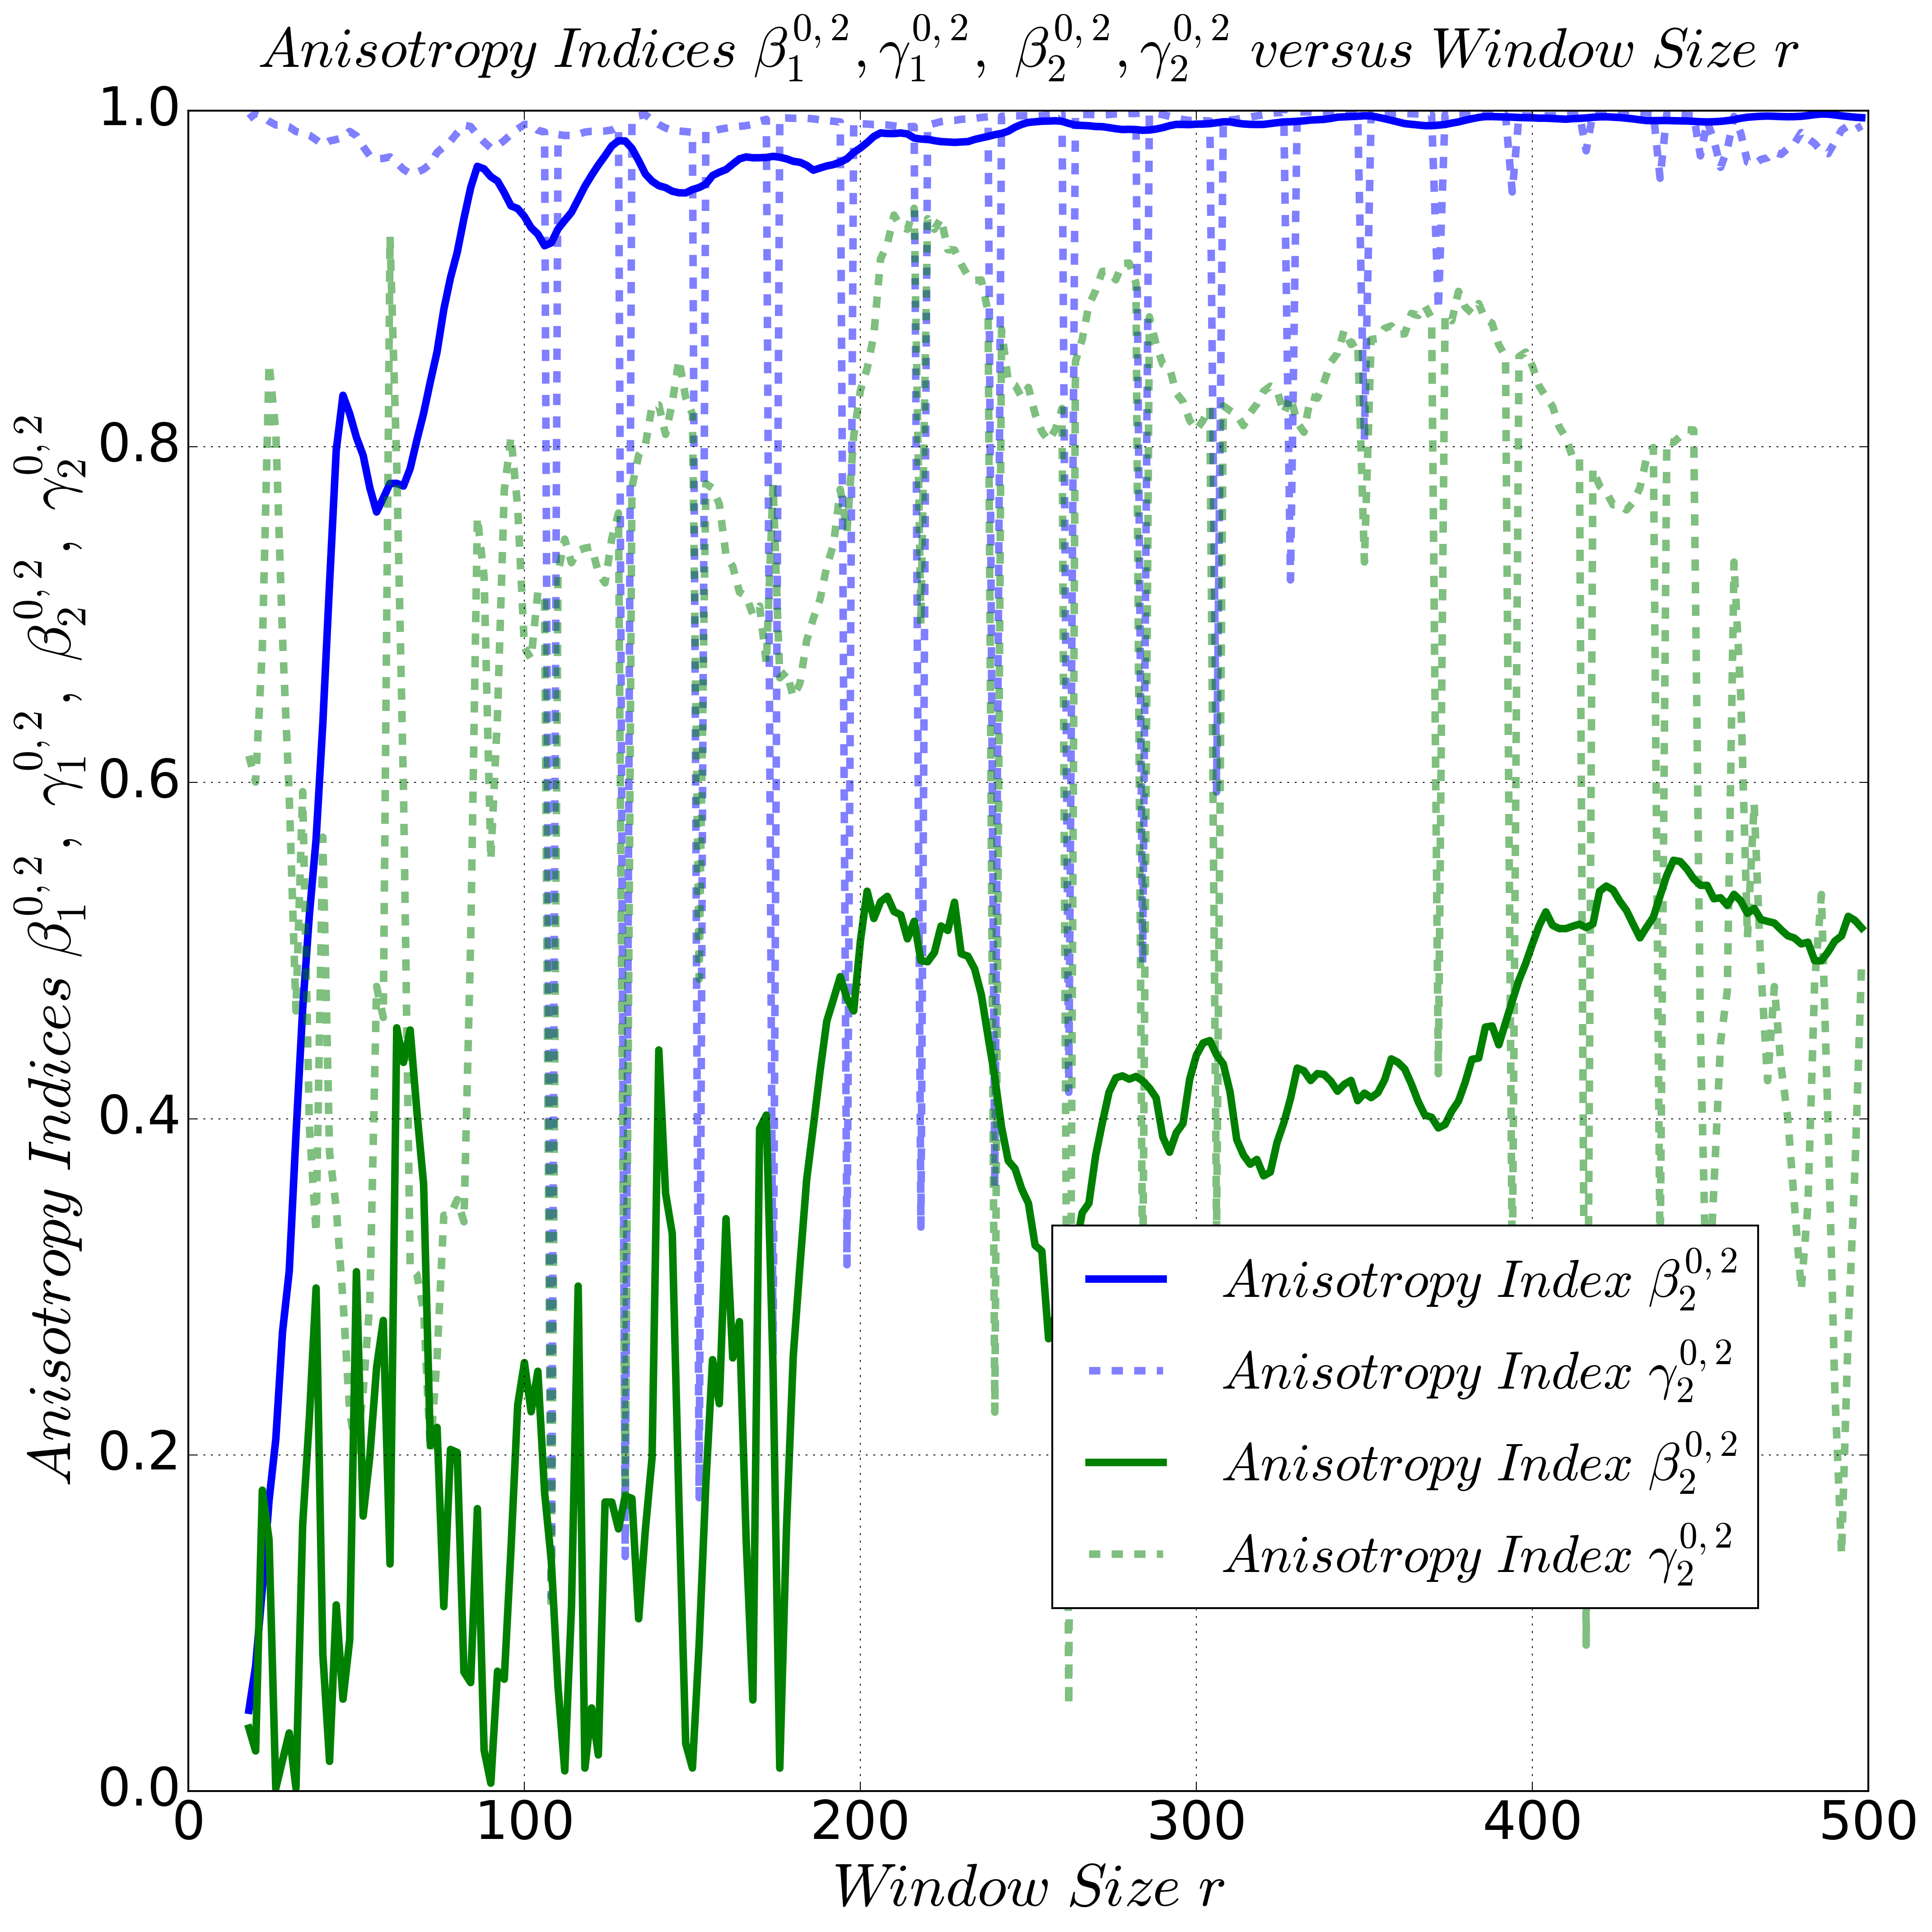 Anisotropy Indices β₁^{0,2}, γ₁^{0,2}, β₂^{0,2}, γ₂^{0,2} versus Window Size r
Anisotropy Indices β₁^{0,2}, γ₁^{0,2}, β₂^{0,2}, γ₂^{0,2}
1.0
0.8
0.6
0.4
0.2
0.0
Anisotropy Index β₂^{0,2}
Anisotropy Index γ₂^{0,2}
Anisotropy Index β₂^{0,2}
Anisotropy Index γ₂^{0,2}
0 100 200 300 400 500
Window Size r